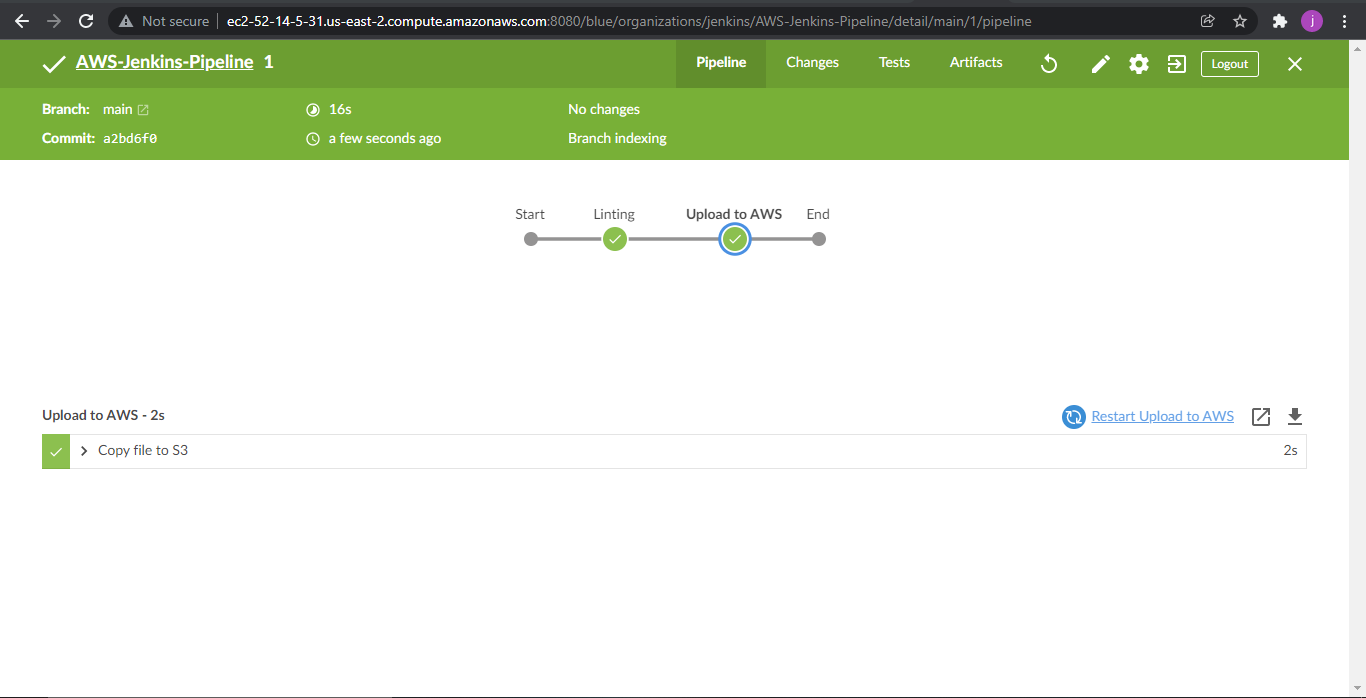 Not secure | ec2-52-14-5-31.us-east-2.compute.amazonaws.com:8080/blue/organizations/jenkins/AWS-Jenkins-Pipeline/detail/main/1/pipeline j
AWS-Jenkins-Pipeline 1 Pipeline Changes Tests Artifacts Logout
Branch: main 16s No changes
Commit: a2bd6f0 a few seconds ago Branch indexing
Start Linting Upload to AWS End
Upload to AWS - 2s Restart Upload to AWS
Copy file to S3 2s